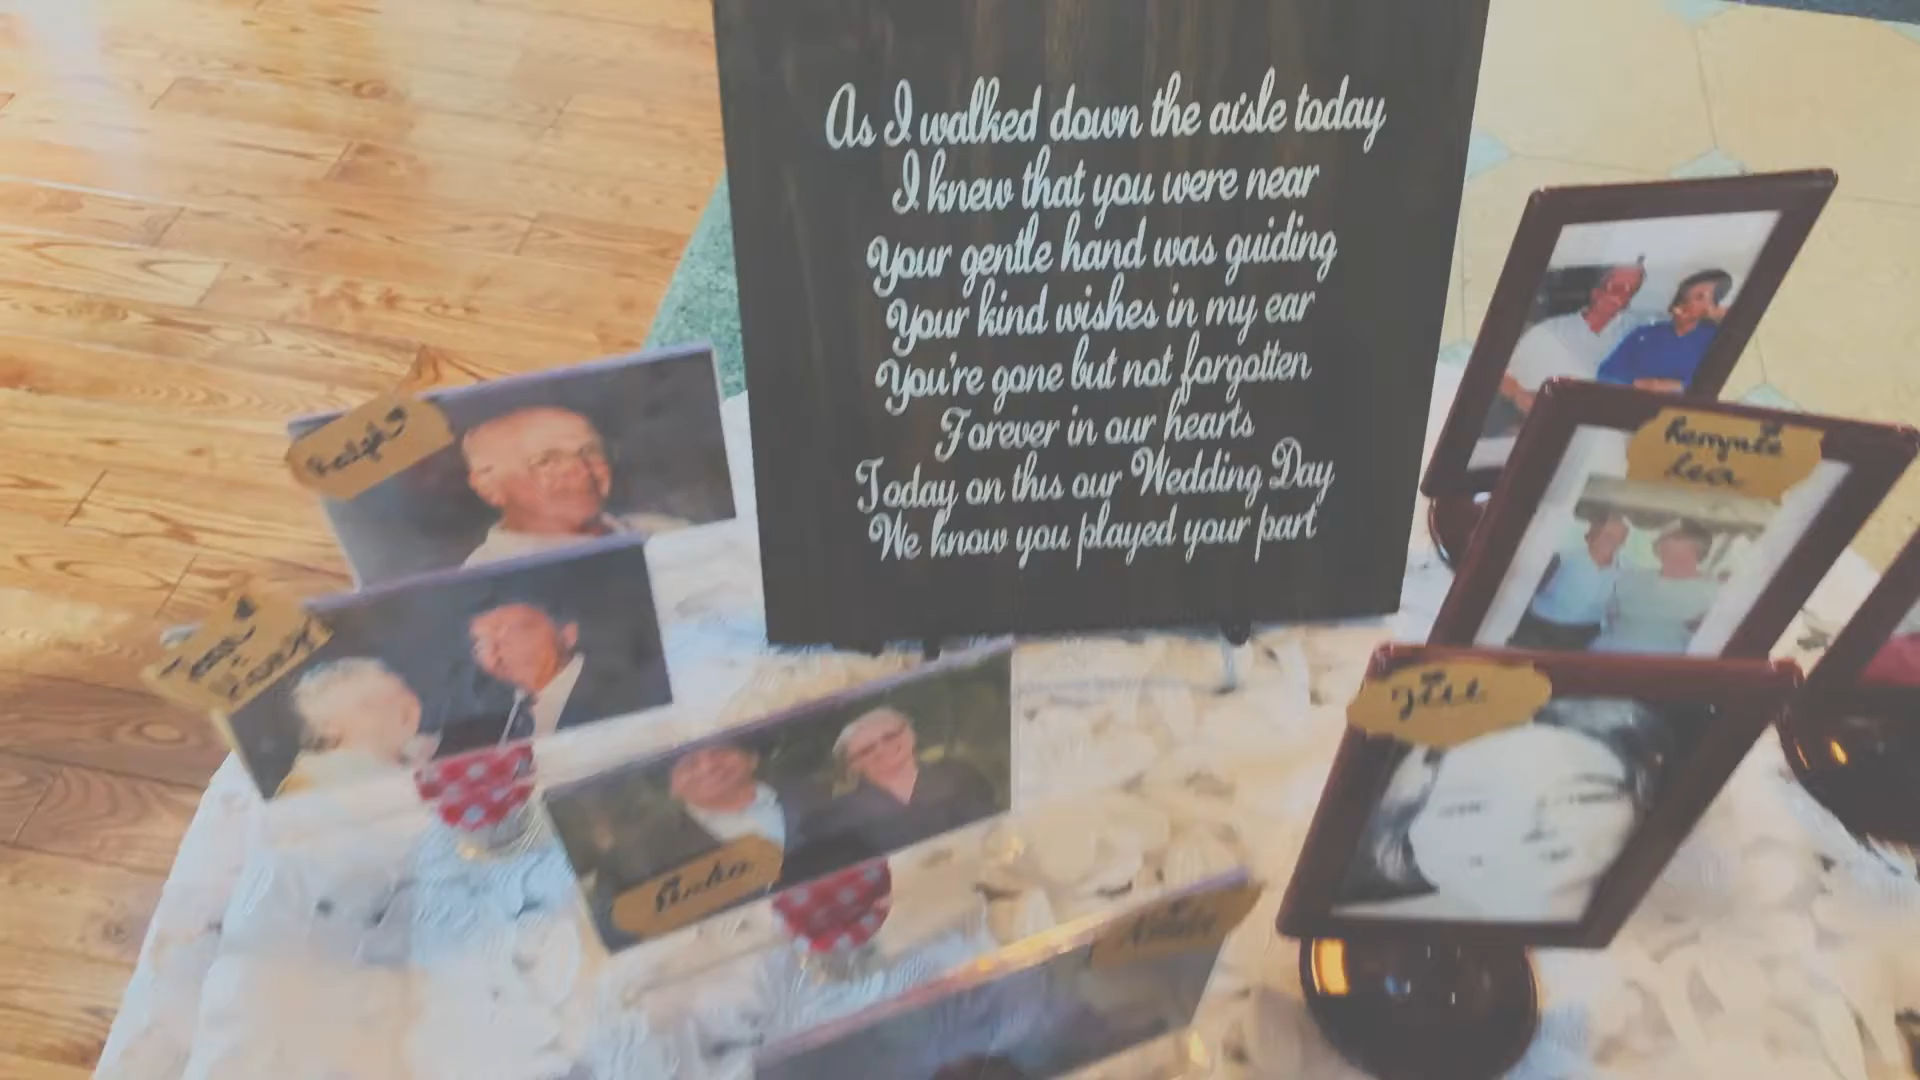 As I walked down the aisle today
I knew that you were near
Your gentle hand was guiding
Your kind wishes in my ear
You're gone but not forgotten
Forever in our hearts
Today on this our Wedding Day
We know you played your part